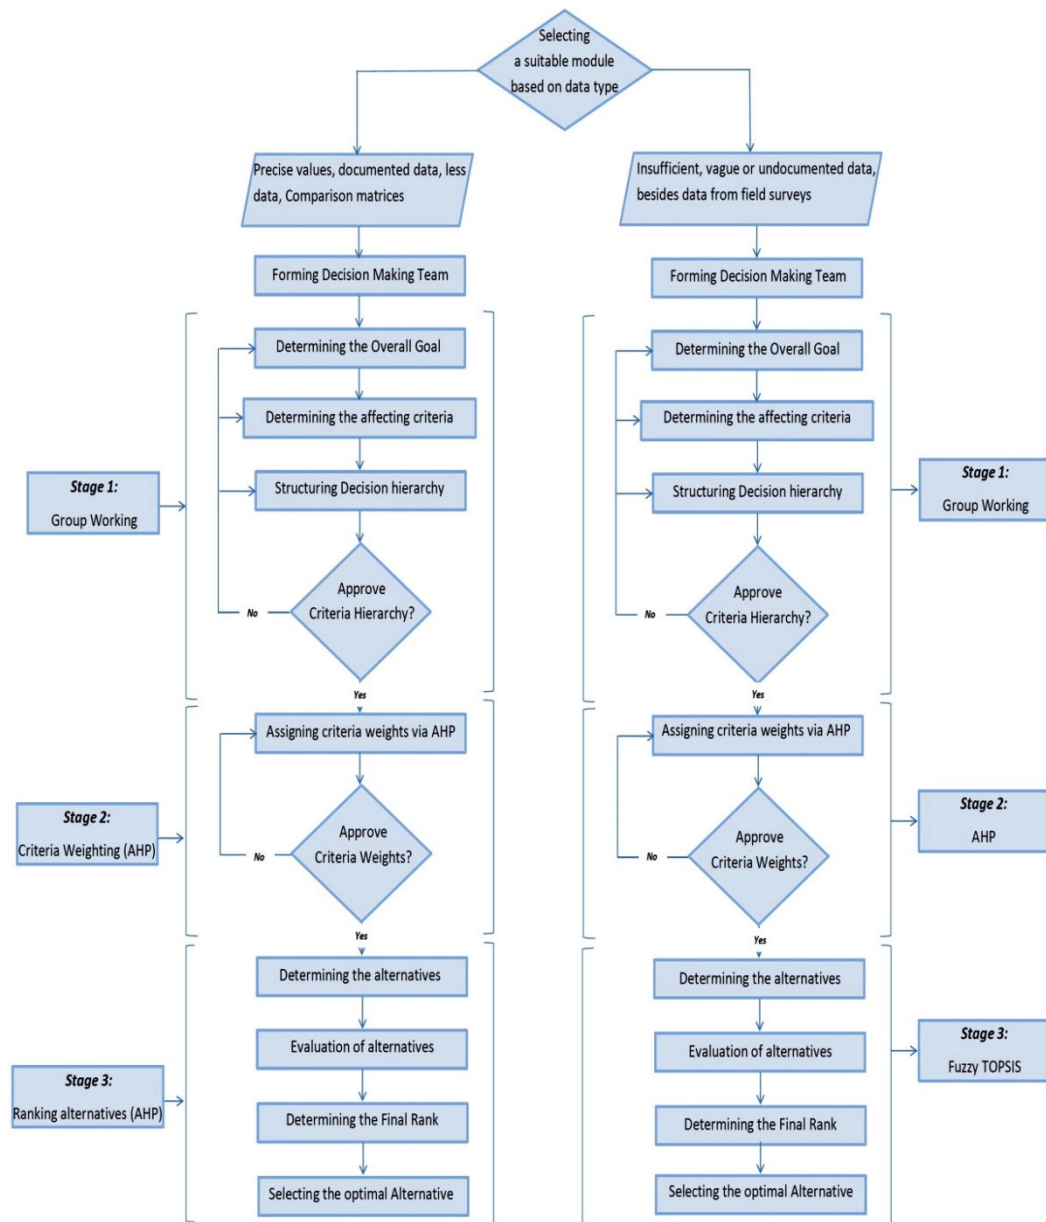 Selecting
a suitable module
based on data type
Precise values, documented data, less
data, Comparison matrices
Forming Decision Making Team
Determining the Overall Goal
Determining the affecting criteria
Structuring Decision hierarchy
Approve
Criteria Hierarchy?
No
Yes
Stage 1:
Group Working
Assigning criteria weights via AHP
Approve
Criteria Weights?
No
Yes
Stage 2:
Criteria Weighting (AHP)
Determining the alternatives
Evaluation of alternatives
Determining the Final Rank
Selecting the optimal Alternative
Stage 3:
Ranking alternatives (AHP)
Insufficient, vague or undocumented data,
besides data from field surveys
Forming Decision Making Team
Determining the Overall Goal
Determining the affecting criteria
Structuring Decision hierarchy
Approve
Criteria Hierarchy?
No
Yes
Stage 1:
Group Working
Assigning criteria weights via AHP
Approve
Criteria Weights?
No
Yes
Stage 2:
AHP
Determining the alternatives
Evaluation of alternatives
Determining the Final Rank
Selecting the optimal Alternative
Stage 3:
Fuzzy TOPSIS